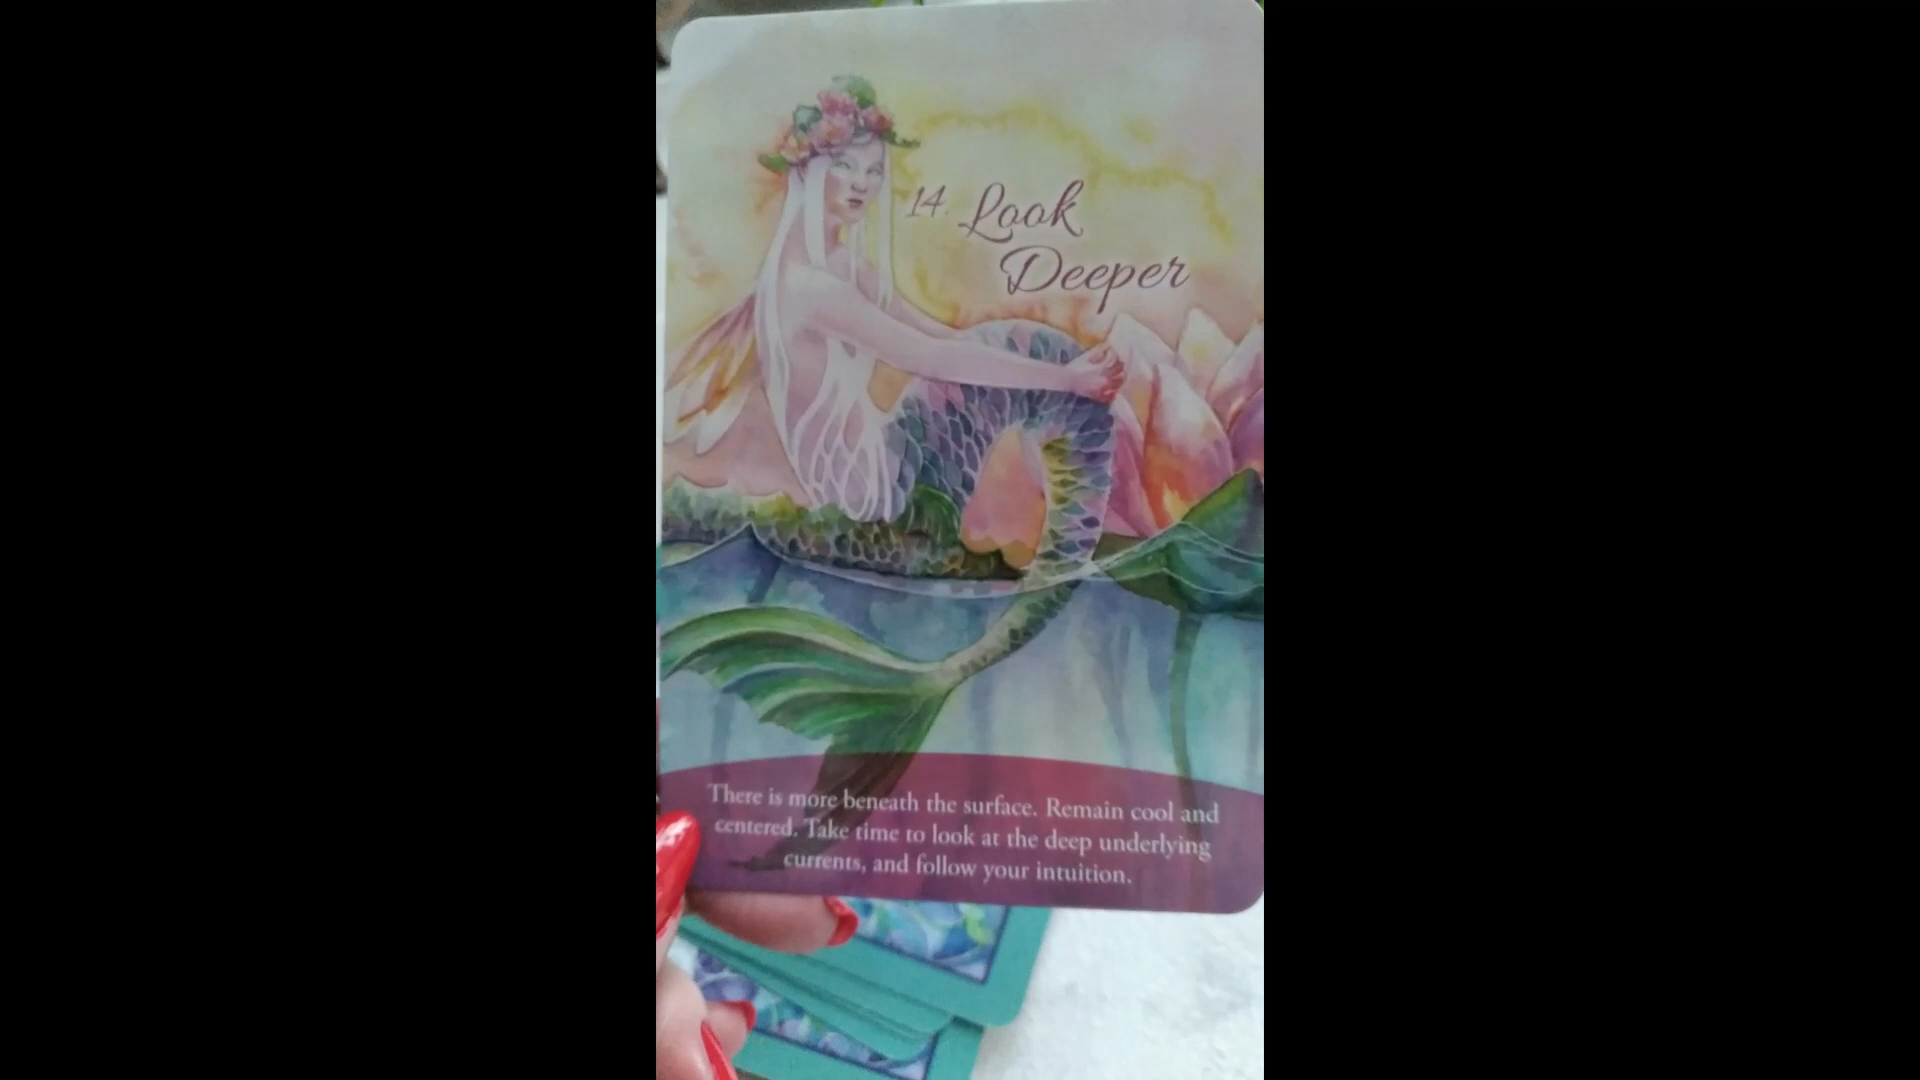 14. Look
Deeper
There is more beneath the surface. Remain cool and
centered. Take time to look at the deep underlying
currents, and follow your intuition.